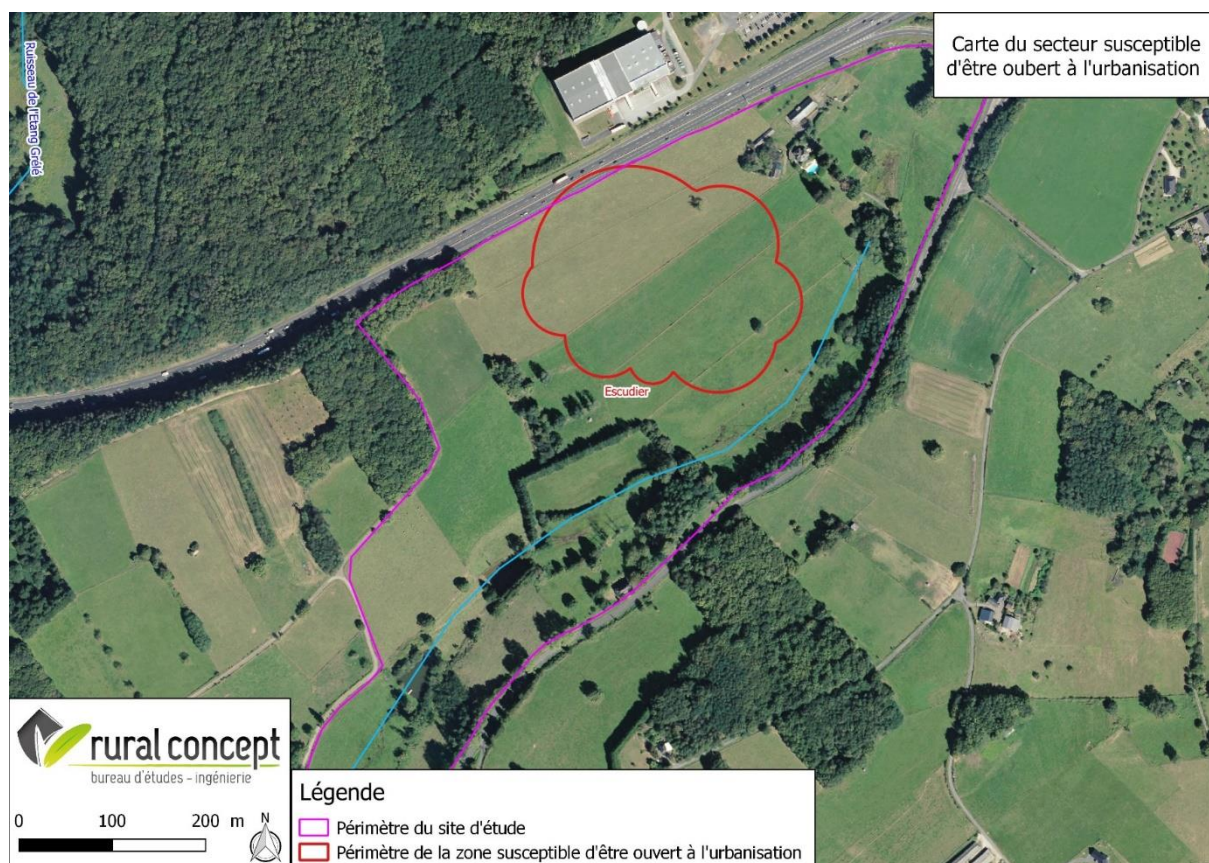 Ruisseau de l'Etang Grélé
Carte du secteur susceptible
d'être oubert à l'urbanisation
Escudier
rural concept
bureau d'études - ingénierie
0 100 200 m N
Légende
Périmètre du site d'étude
Périmètre de la zone susceptible d'être ouvert à l'urbanisation